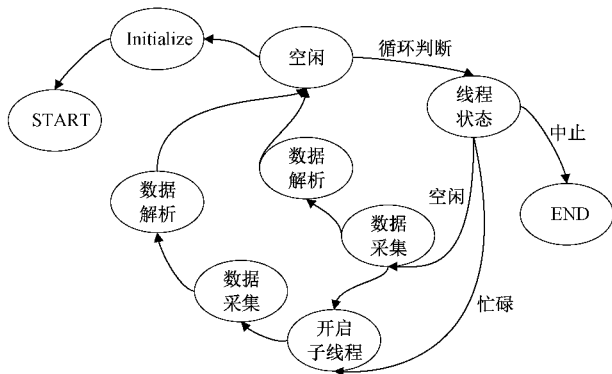 Initialize
空闲
循环判断
线程
状态
START
中止
数据
解析
数据
解析
空闲
END
数据
采集
数据
采集
忙碌
开启
子线程